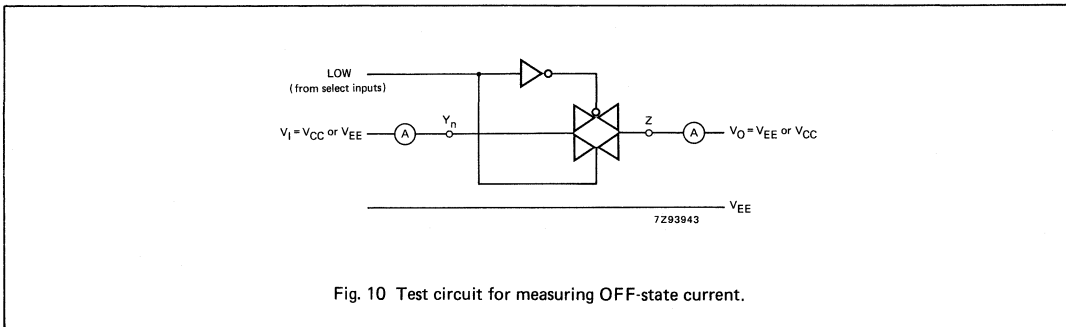 LOW
(from select inputs)
V_I = V_CC or V_EE
A
Y_n
Z
A
V_O = V_EE or V_CC
V_EE
7Z93943
Fig. 10 Test circuit for measuring OFF-state current.